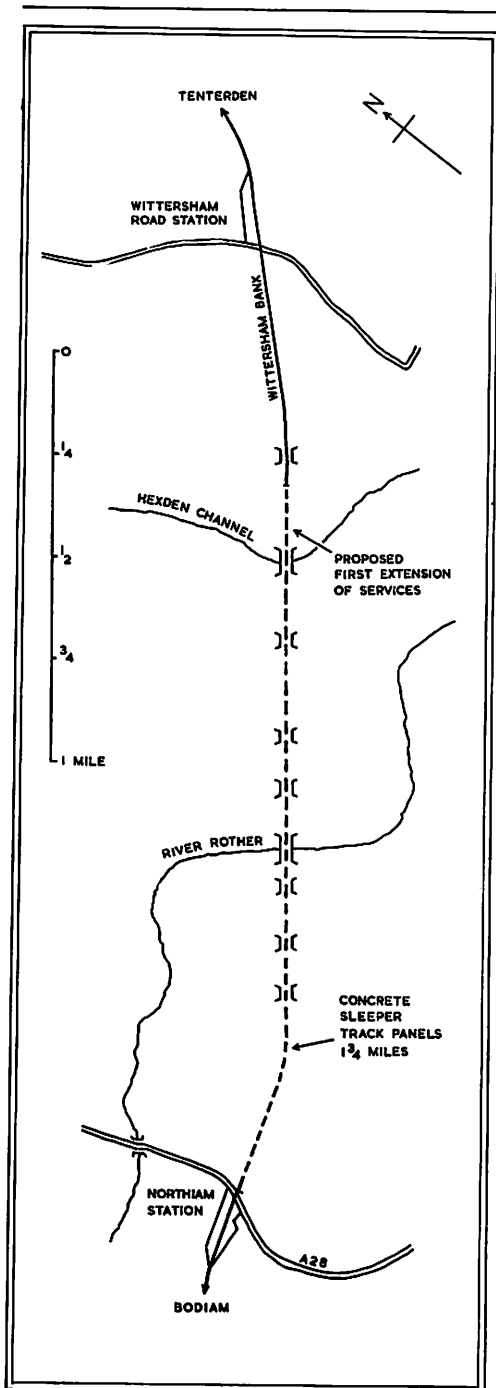 TENTERDEN
N
WITTERSHAM
ROAD STATION
WITTERSHAM BANK
0
1/4
HEXDEN CHANNEL
1/2
PROPOSED
FIRST EXTENSION
OF SERVICES
3/4
1 MILE
RIVER ROTHER
CONCRETE
SLEEPER
TRACK PANELS
1 3/4 MILES
NORTHIAM
STATION
A28
BODIAM